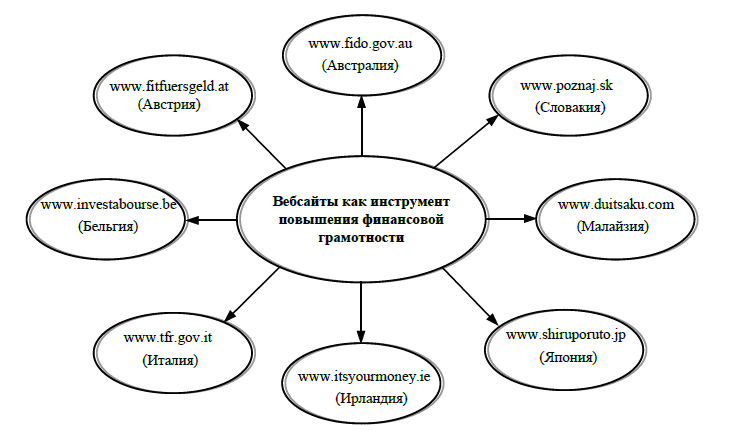 www.fido.gov.au
(Австралия)
www.fitfuersgeld.at
(Австрия)
www.poznaj.sk
(Словакия)
www.investabourse.be
(Бельгия)
Вебсайты как инструмент
повышения финансовой
грамотности
www.duitsaku.com
(Малайзия)
www.tfr.gov.it
(Италия)
www.itsyourmoney.ie
(Ирландия)
www.shiruporuto.jp
(Япония)